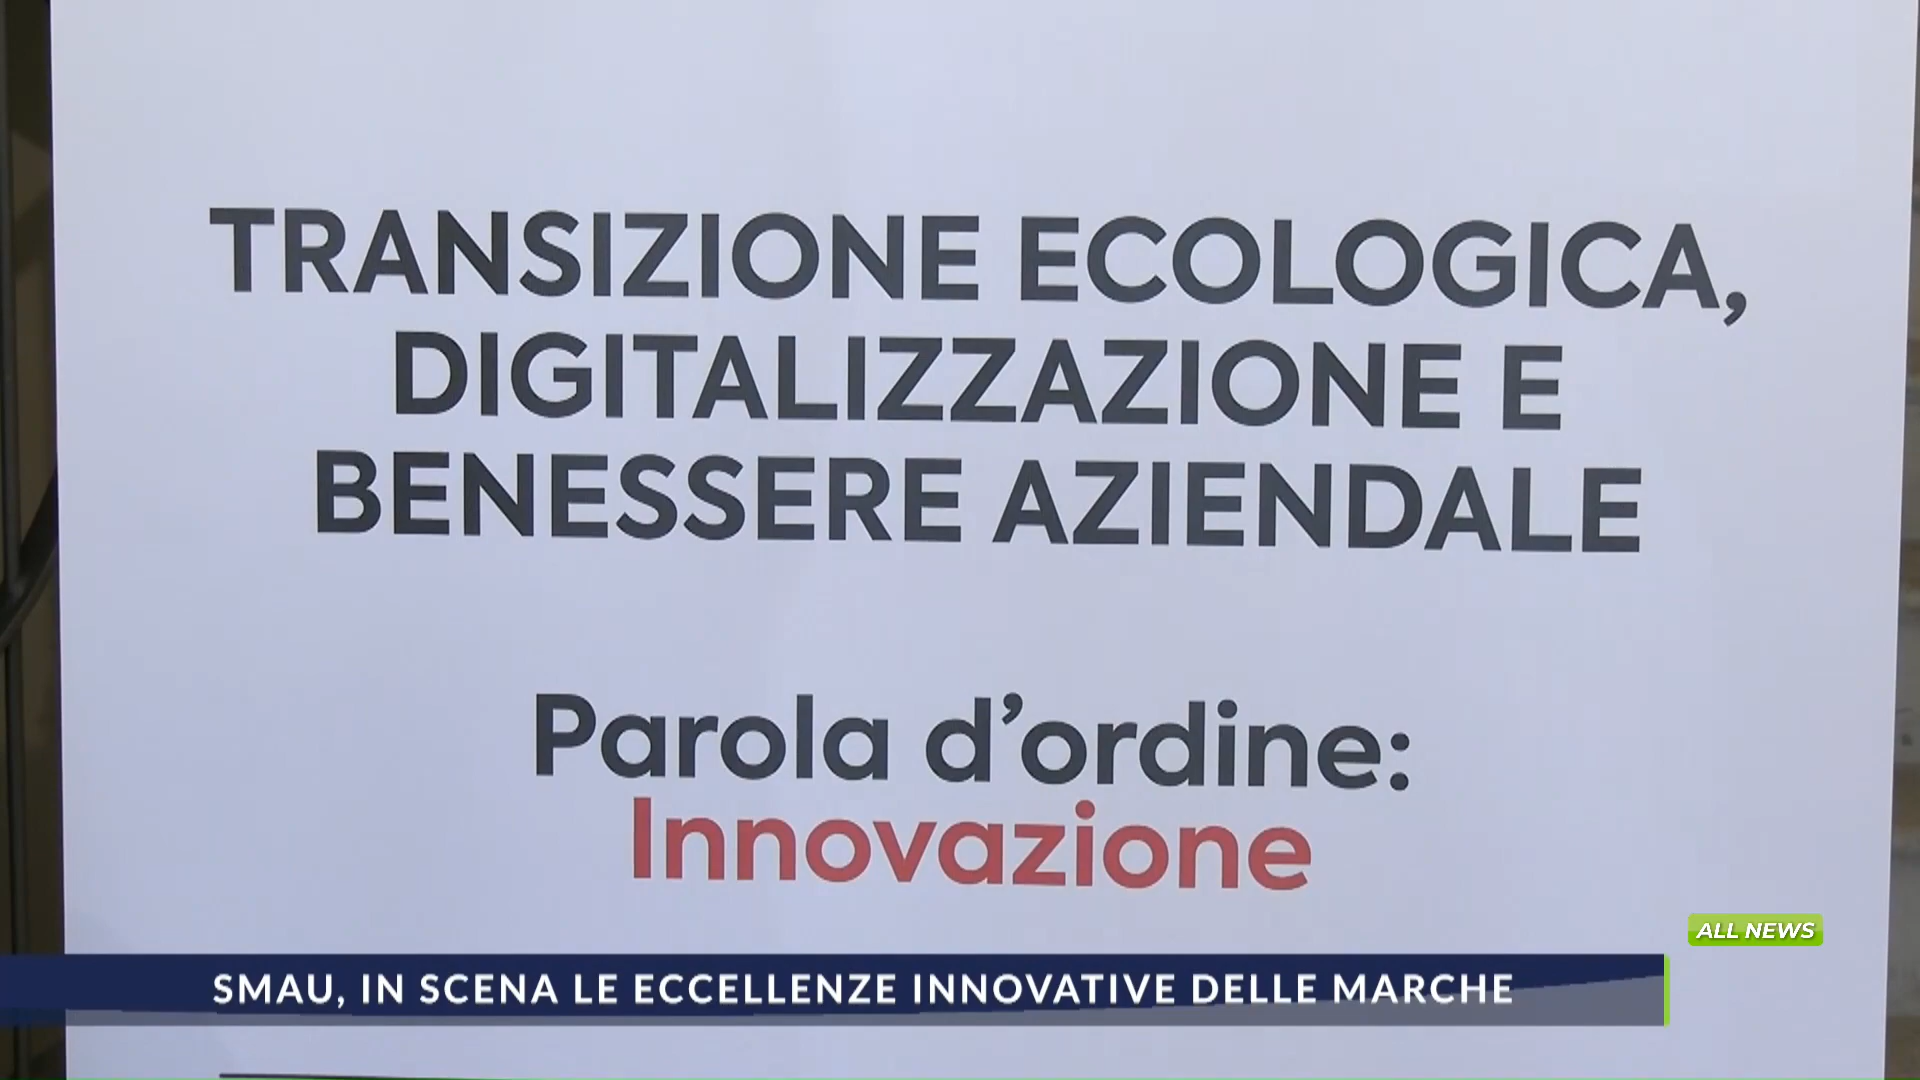 TRANSIZIONE ECOLOGICA,
DIGITALIZZAZIONE E
BENESSERE AZIENDALE
Parola d’ordine:
Innovazione
ALL NEWS
SMAU, IN SCENA LE ECCELLENZE INNOVATIVE DELLE MARCHE